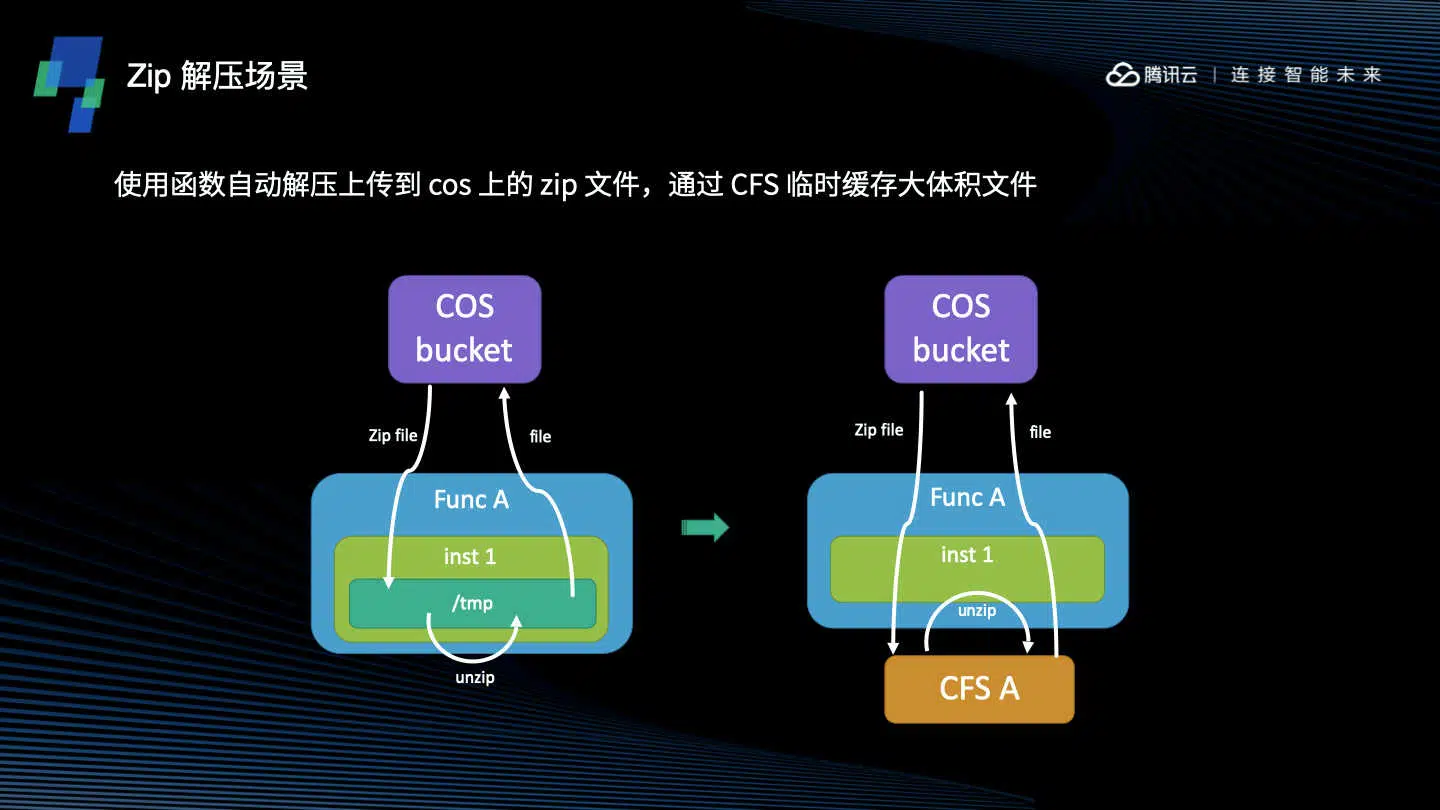 Zip 解压场景
腾讯云 | 连接智能未来
使用函数自动解压上传到 cos 上的 zip 文件，通过 CFS 临时缓存大体积文件
COS
bucket
Zip file
file
Func A
inst 1
/tmp
unzip
COS
bucket
Zip file
file
Func A
inst 1
unzip
CFS A